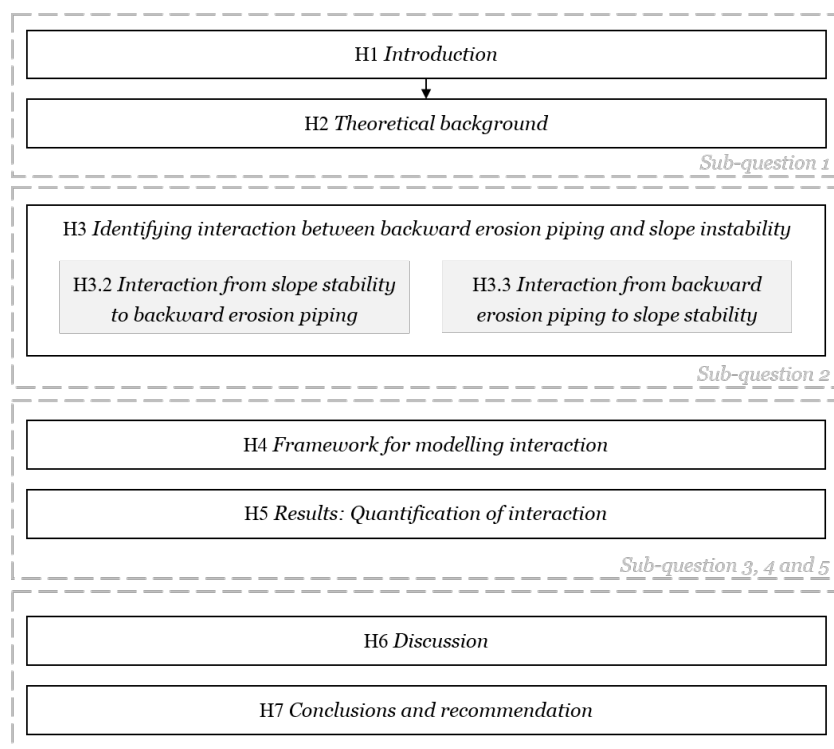 H1 Introduction
H2 Theoretical background
Sub-question 1
H3 Identifying interaction between backward erosion piping and slope instability
H3.2 Interaction from slope stability
to backward erosion piping
H3.3 Interaction from backward
erosion piping to slope stability
Sub-question 2
H4 Framework for modelling interaction
H5 Results: Quantification of interaction
Sub-question 3, 4 and 5
H6 Discussion
H7 Conclusions and recommendation